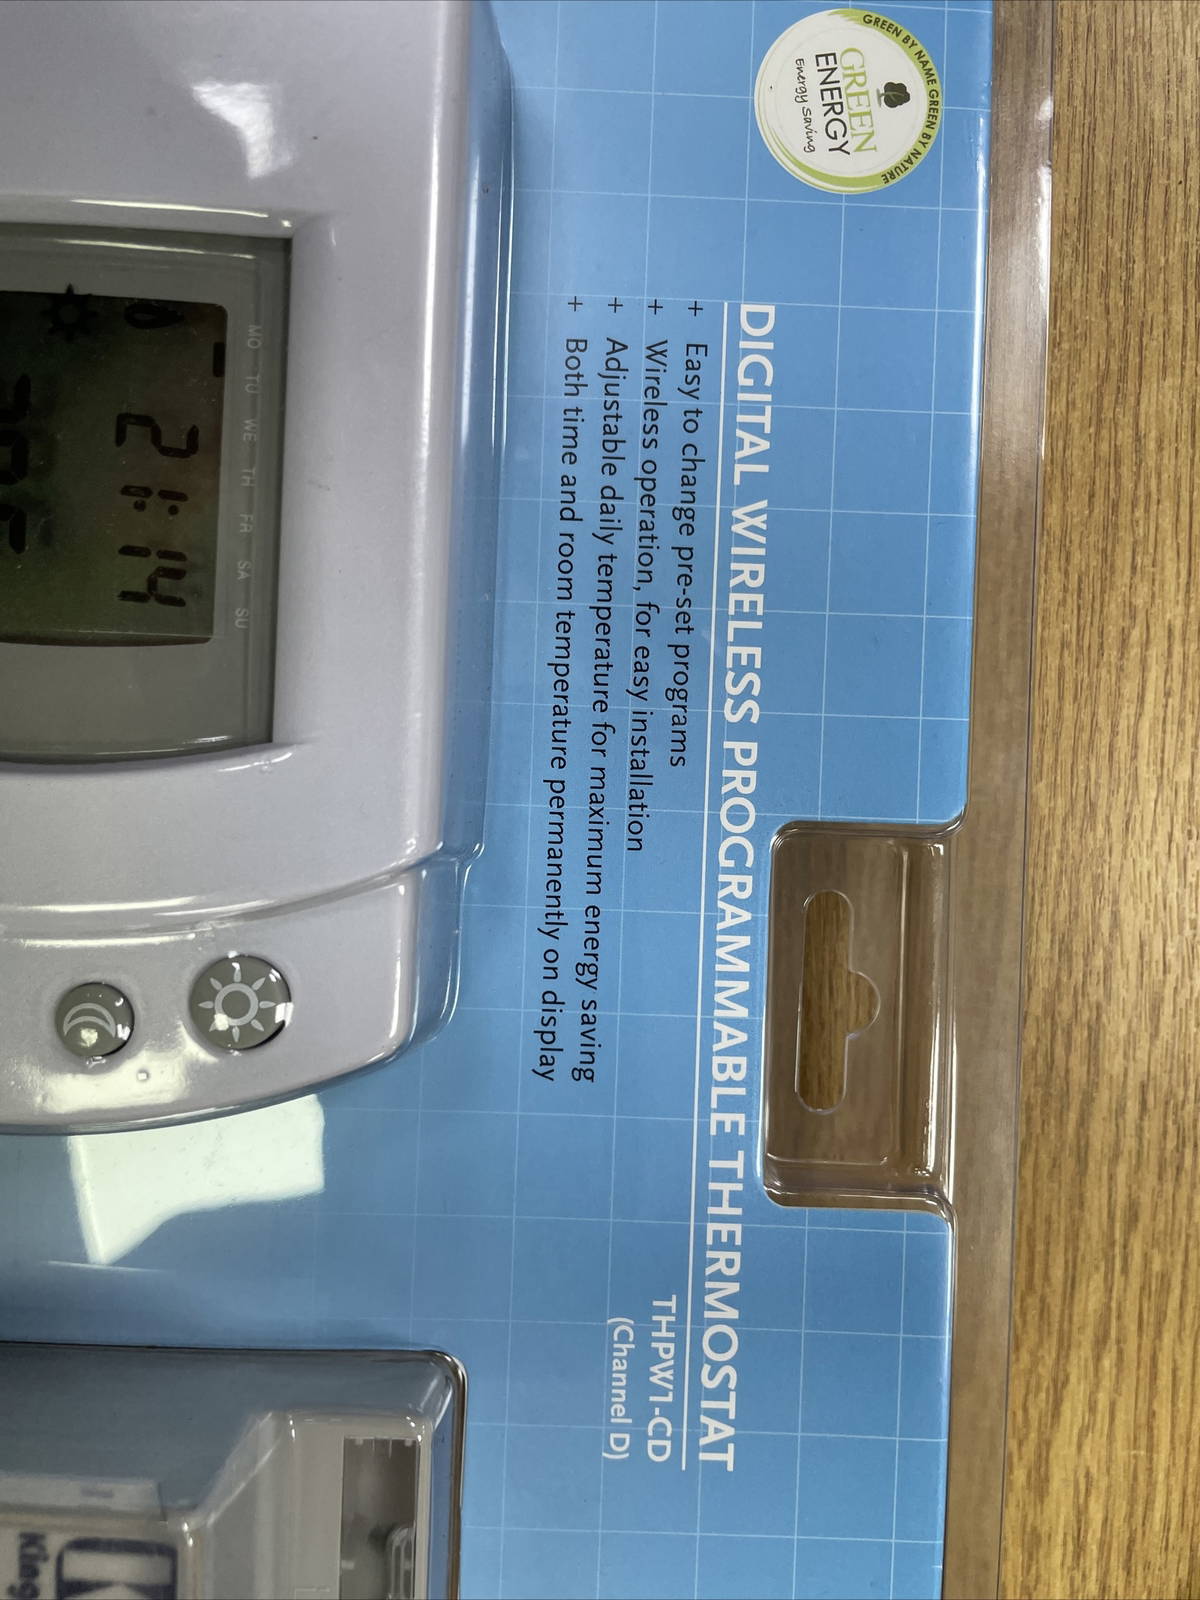 GREEN BY NAME GREEN BY NATURE
GREEN
ENERGY
Energy saving
DIGITAL WIRELESS PROGRAMMABLE THERMOSTAT
+ Easy to change pre-set programs
+ Wireless operation, for easy installation
+ Adjustable daily temperature for maximum energy saving
+ Both time and room temperature permanently on display
THPW1-CD
(Channel D)
MO TU WE TH FR SA SU
21:14